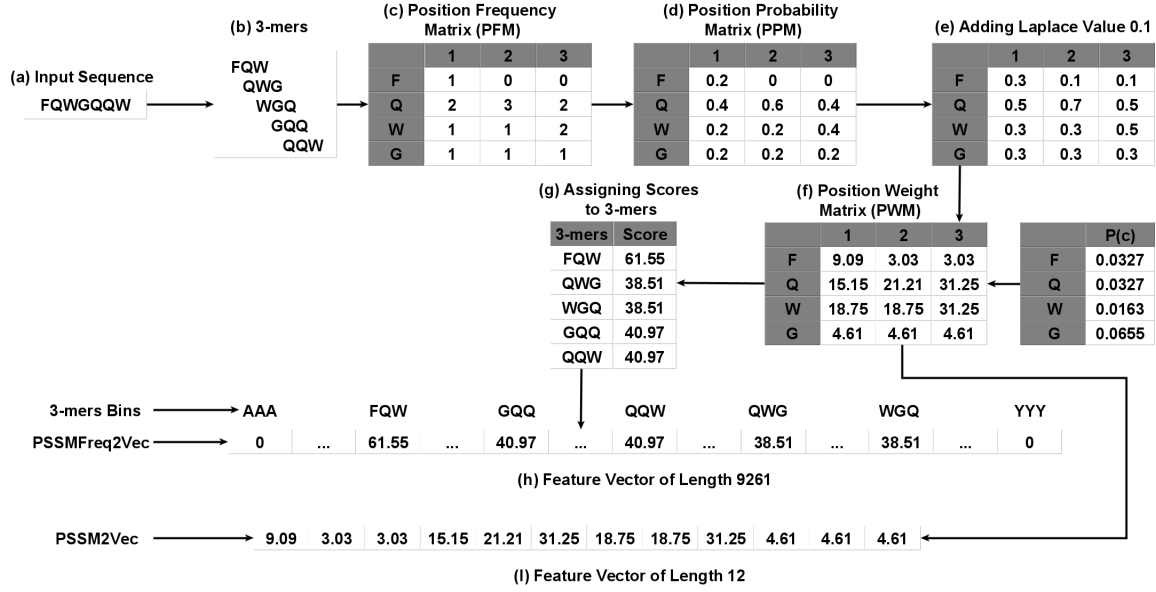 (a) Input Sequence
FQWGQQW
(b) 3-mers
FQW
QWG
WGQ
GQQ
QQW
(c) Position Frequency
Matrix (PFM)
1 2 3
F 1 0 0
Q 2 3 2
W 1 1 2
G 1 1 1
(d) Position Probability
Matrix (PPM)
1 2 3
F 0.2 0 0
Q 0.4 0.6 0.4
W 0.2 0.2 0.4
G 0.2 0.2 0.2
(e) Adding Laplace Value 0.1
1 2 3
F 0.3 0.1 0.1
Q 0.5 0.7 0.5
W 0.3 0.3 0.5
G 0.3 0.3 0.3
(f) Position Weight
Matrix (PWM)
1 2 3
F 9.09 3.03 3.03
Q 15.15 21.21 31.25
W 18.75 18.75 31.25
G 4.61 4.61 4.61
P(c)
F 0.0327
Q 0.0327
W 0.0163
G 0.0655
(g) Assigning Scores
to 3-mers
3-mers Score
FQW 61.55
QWG 38.51
WGQ 38.51
GQQ 40.97
QQW 40.97
3-mers Bins AAA FQW GQQ QQW QWG WGQ YYY
PSSMFreq2Vec 0 ... 61.55 ... 40.97 ... 40.97 ... 38.51 ... 38.51 ... 0
(h) Feature Vector of Length 9261
PSSM2Vec 9.09 3.03 3.03 15.15 21.21 31.25 18.75 18.75 31.25 4.61 4.61 4.61
(I) Feature Vector of Length 12